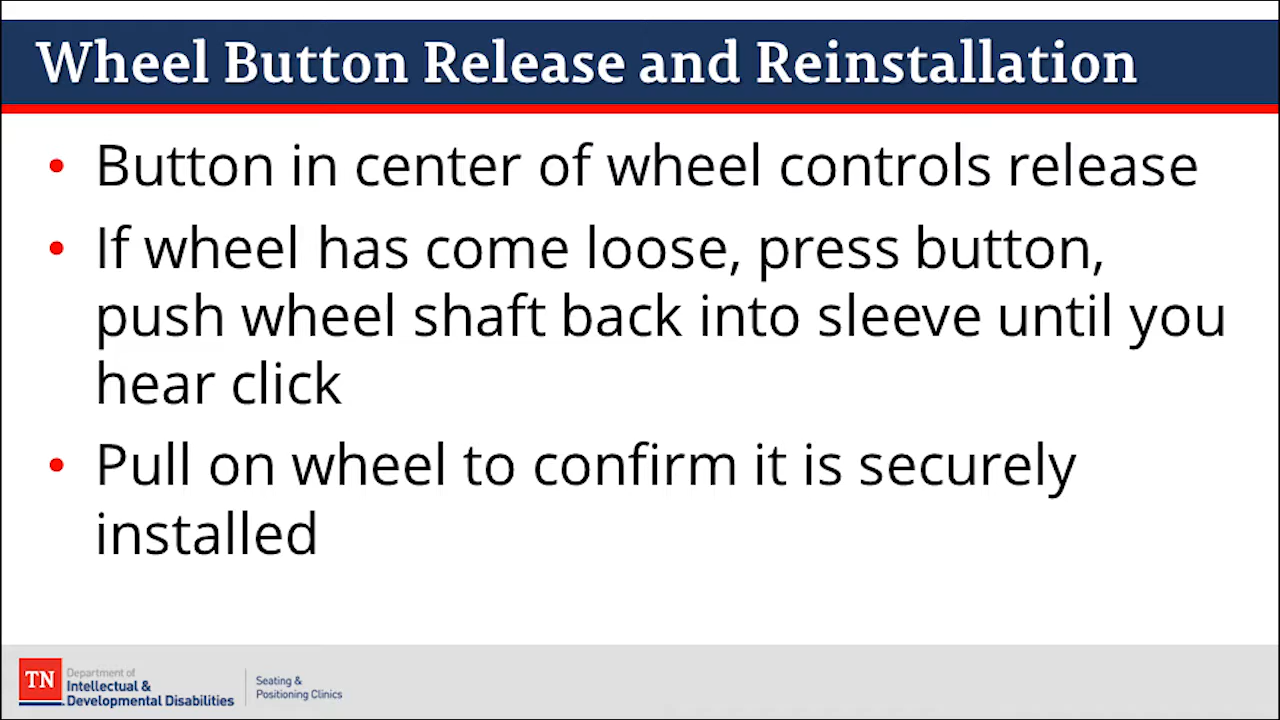 Wheel Button Release and Reinstallation
• Button in center of wheel controls release
• If wheel has come loose, press button,
push wheel shaft back into sleeve until you
hear click
• Pull on wheel to confirm it is securely
installed
TN
Department of
Intellectual &
Developmental Disabilities
Seating &
Positioning Clinics